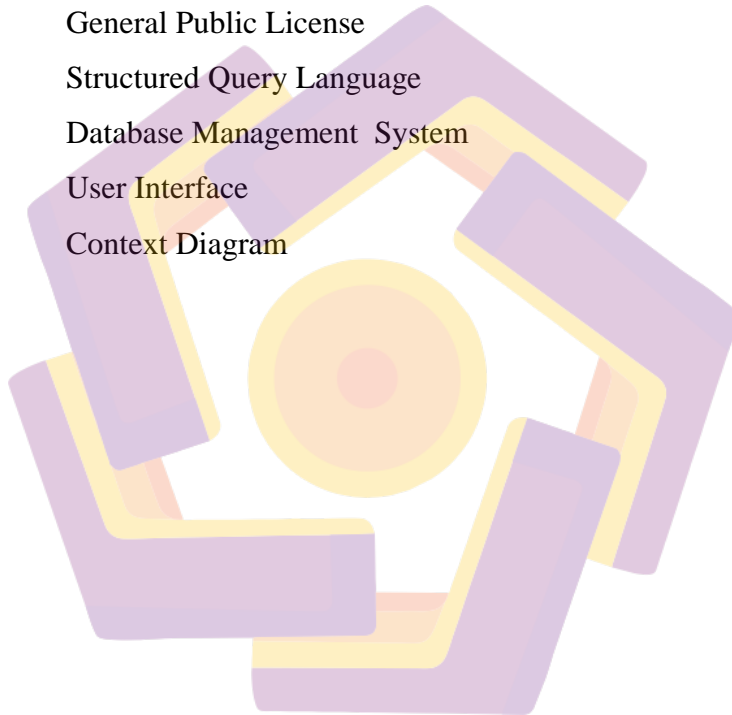 General Public License
Structured Query Language
Database Management  System
User Interface
Context Diagram